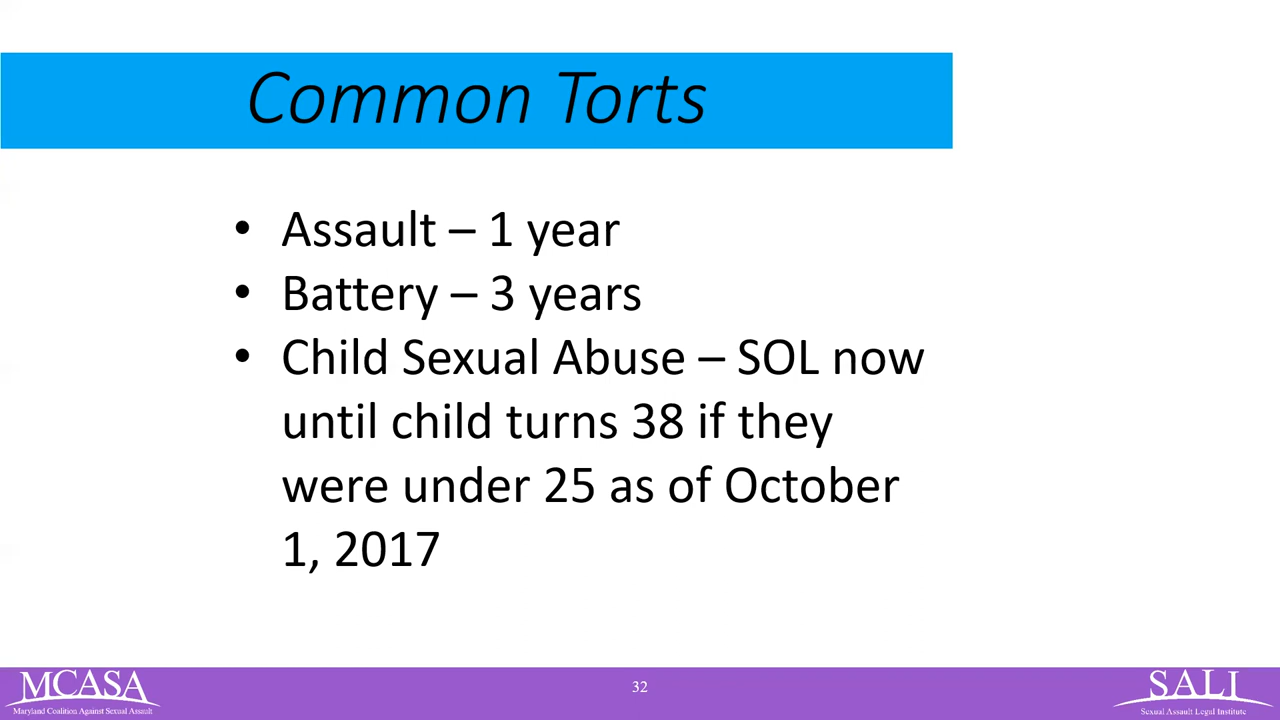 Common Torts
• Assault – 1 year
• Battery – 3 years
• Child Sexual Abuse – SOL now
until child turns 38 if they
were under 25 as of October
1, 2017
MCASA
Maryland Coalition Against Sexual Assault
32
SALI
Sexual Assault Legal Institute